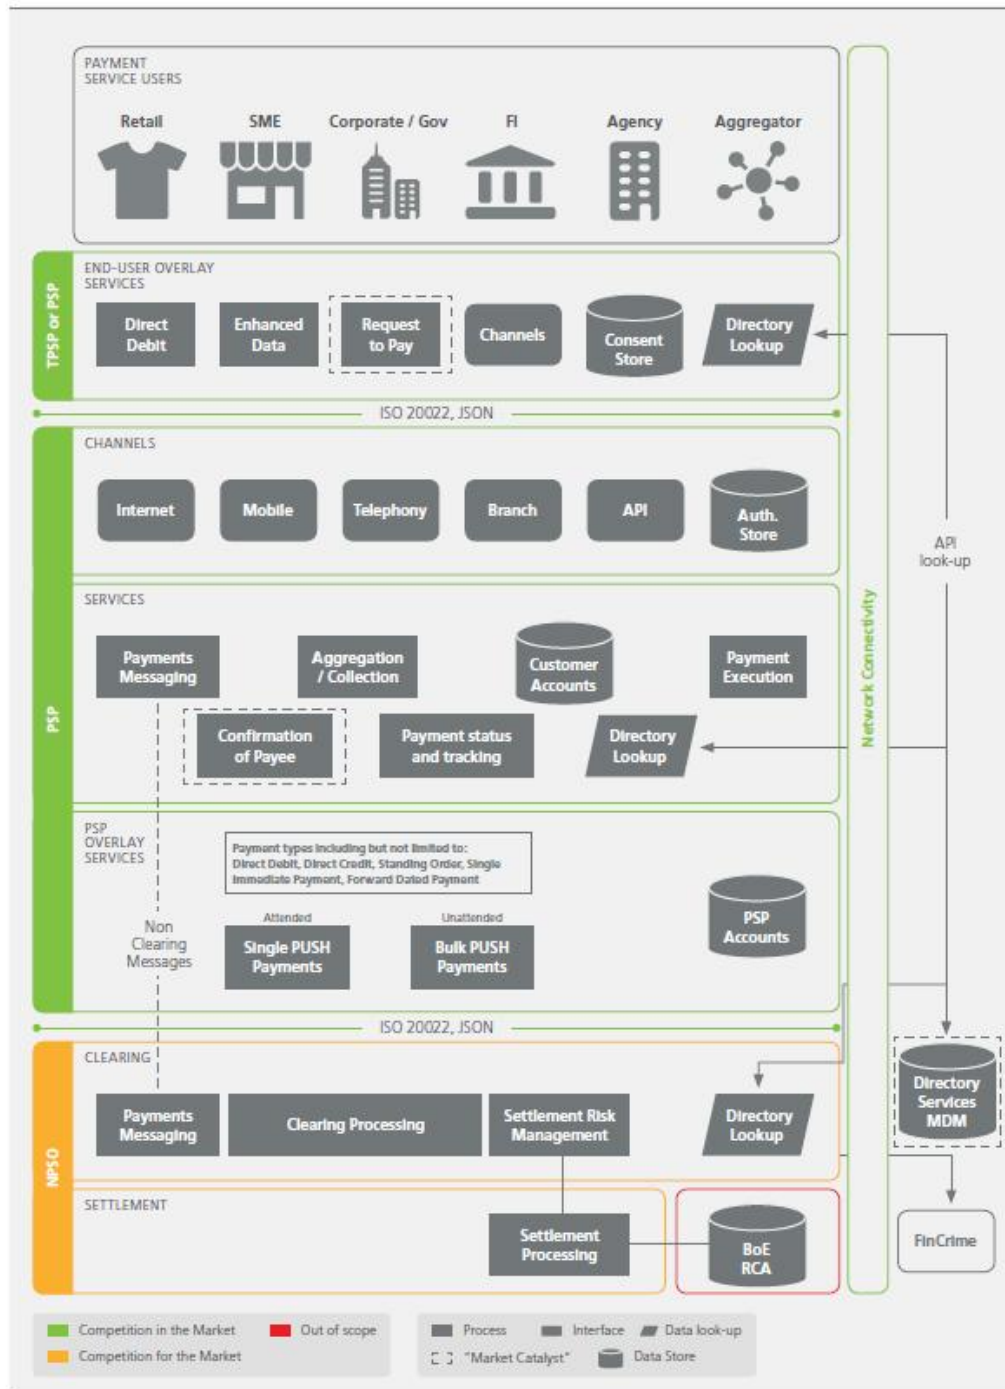 PAYMENT
SERVICE USERS
Retail
SME
Corporate / Gov
FI
Agency
Aggregator
TPSP or PSP
END-USER OVERLAY
SERVICES
Direct
Debit
Enhanced
Data
Request
to Pay
Channels
Consent
Store
Directory
Lookup
ISO 20022, JSON
PSP
CHANNELS
Internet
Mobile
Telephony
Branch
API
Auth.
Store
API
look-up
Network Connectivity
SERVICES
Payments
Messaging
Aggregation
/ Collection
Customer
Accounts
Payment
Execution
Confirmation
of Payee
Payment status
and tracking
Directory
Lookup
PSP
OVERLAY
SERVICES
Payment types including but not limited to:
Direct Debit, Direct Credit, Standing Order, Single
Immediate Payment, Forward Dated Payment
Non
Clearing
Messages
Attended
Single PUSH
Payments
Unattended
Bulk PUSH
Payments
PSP
Accounts
ISO 20022, JSON
NPSO
CLEARING
Payments
Messaging
Clearing Processing
Settlement Risk
Management
Directory
Lookup
Directory
Services
MDM
SETTLEMENT
Settlement
Processing
BoE
RCA
FinCrime
Competition in the Market
Out of scope
Competition for the Market
Process
Interface
Data look-up
"Market Catalyst"
Data Store